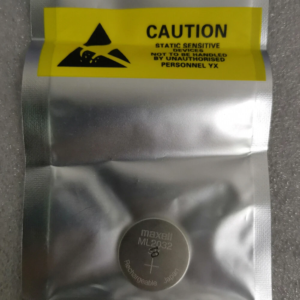 CAUTION
STATIC SENSITIVE
DEVICES
NOT TO BE HANDLED
BY UNAUTHORISED
PERSONNEL YX
maxell
ML2032
+